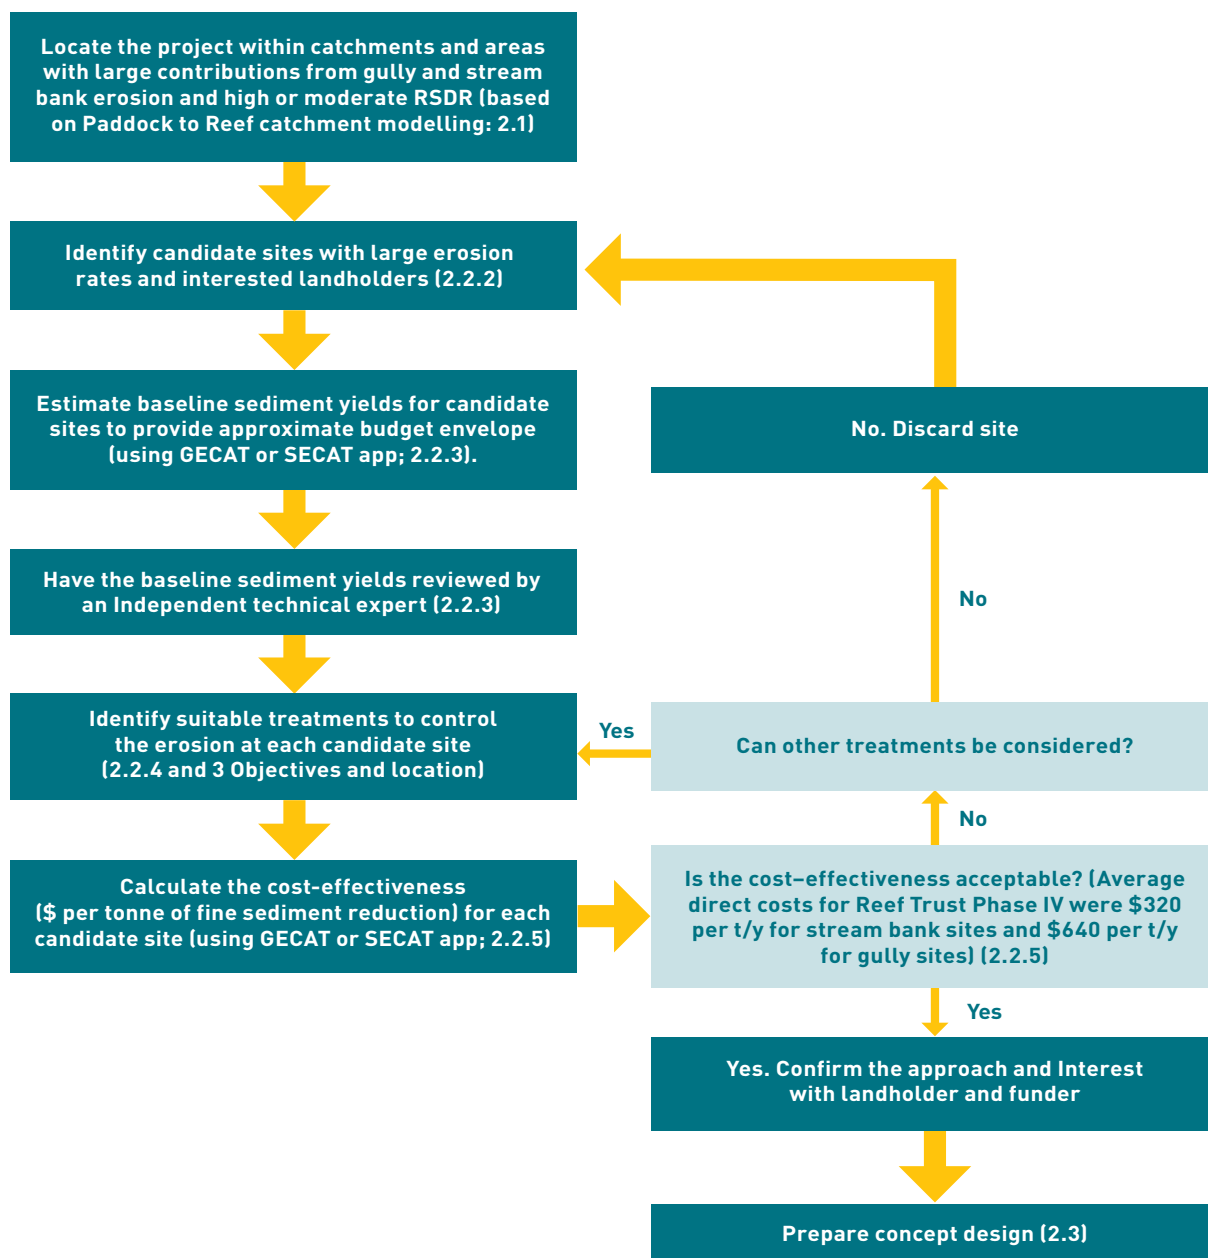 Locate the project within catchments and areas
with large contributions from gully and stream
bank erosion and high or moderate RSDR (based
on Paddock to Reef catchment modelling: 2.1)
Identify candidate sites with large erosion
rates and interested landholders (2.2.2)
Estimate baseline sediment yields for candidate
sites to provide approximate budget envelope
(using GECAT or SECAT app; 2.2.3).
Have the baseline sediment yields reviewed by
an Independent technical expert (2.2.3)
Identify suitable treatments to control
the erosion at each candidate site
(2.2.4 and 3 Objectives and location)
Calculate the cost-effectiveness
($ per tonne of fine sediment reduction) for each
candidate site (using GECAT or SECAT app; 2.2.5)
Is the cost–effectiveness acceptable? (Average
direct costs for Reef Trust Phase IV were $320
per t/y for stream bank sites and $640 per t/y
for gully sites) (2.2.5)
No
Can other treatments be considered?
Yes
No
No. Discard site
Yes
Yes. Confirm the approach and Interest
with landholder and funder
Prepare concept design (2.3)